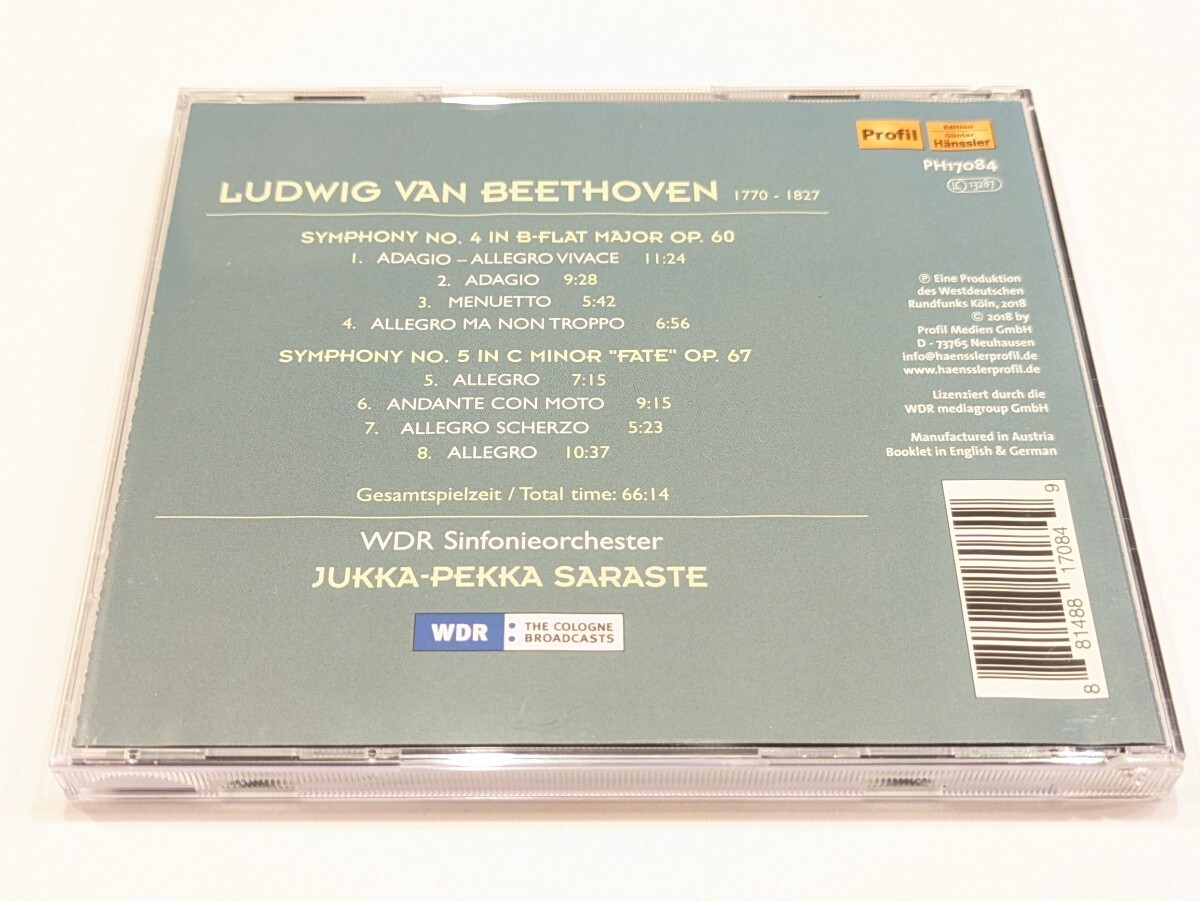 Profil
Edition
Günter
Hänssler
PH17084
LC 13287
LUDWIG VAN BEETHOVEN 1770 - 1827
SYMPHONY NO. 4 IN B-FLAT MAJOR OP. 60
1. ADAGIO – ALLEGRO VIVACE 11:24
2. ADAGIO 9:28
3. MENUETTO 5:42
4. ALLEGRO MA NON TROPPO 6:56
SYMPHONY NO. 5 IN C MINOR "FATE" OP. 67
5. ALLEGRO 7:15
6. ANDANTE CON MOTO 9:15
7. ALLEGRO SCHERZO 5:23
8. ALLEGRO 10:37
Gesamtspielzeit / Total time: 66:14
WDR Sinfonieorchester
JUKKA-PEKKA SARASTE
WDR: THE COLOGNE
BROADCASTS
℗ Eine Produktion
des Westdeutschen
Rundfunks Köln, 2018
© 2018 by
Profil Medien GmbH
D - 73765 Neuhausen
info@haensslerprofil.de
www.haensslerprofil.de
Lizenziert durch die
WDR mediagroup GmbH
Manufactured in Austria
Booklet in English & German
8 81488 17084 9